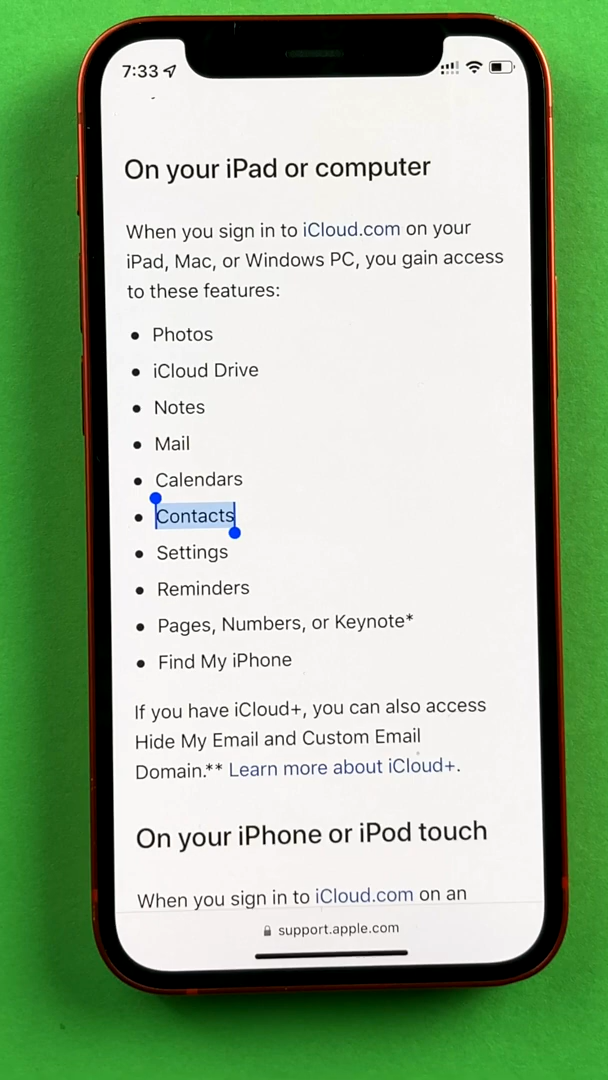 7:33
On your iPad or computer
When you sign in to iCloud.com on your
iPad, Mac, or Windows PC, you gain access
to these features:
• Photos
• iCloud Drive
• Notes
• Mail
• Calendars
• Contacts
• Settings
• Reminders
• Pages, Numbers, or Keynote*
• Find My iPhone
If you have iCloud+, you can also access
Hide My Email and Custom Email
Domain.** Learn more about iCloud+.
On your iPhone or iPod touch
When you sign in to iCloud.com on an
support.apple.com